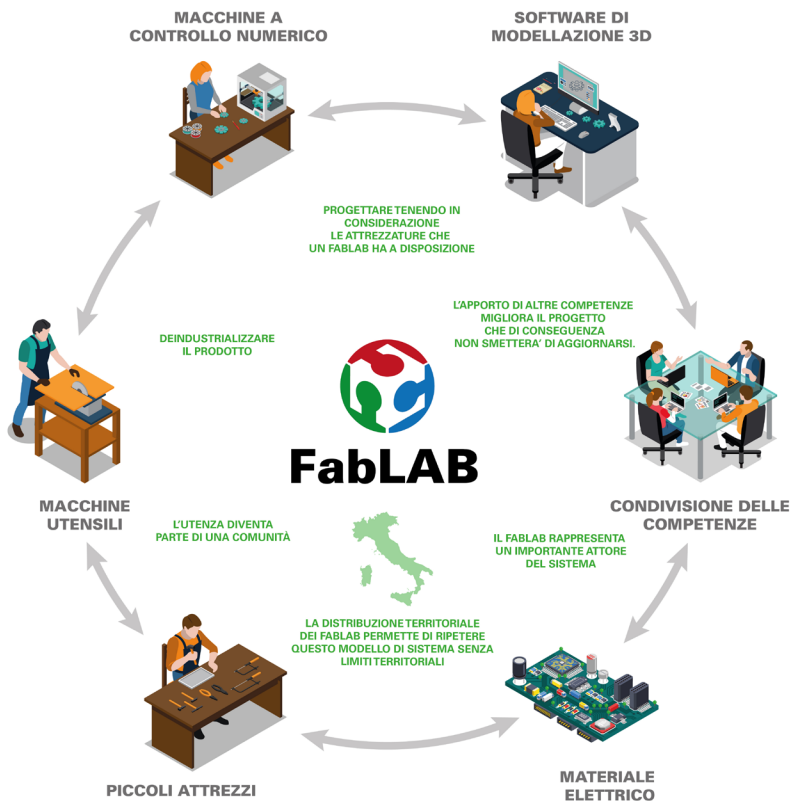 MACCHINE A
CONTROLLO NUMERICO
SOFTWARE DI
MODELLAZIONE 3D
PROGETTARE TENENDO IN
CONSIDERAZIONE
LE ATTREZZATURE CHE
UN FABLAB HA A DISPOSIZIONE
DEINDUSTRIALIZZARE
IL PRODOTTO
L'APPORTO DI ALTRE COMPETENZE
MIGLIORA IL PROGETTO
CHE DI CONSEGUENZA
NON SMETTERA' DI AGGIORNARSI.
FabLAB
MACCHINE
UTENSILI
CONDIVISIONE DELLE
COMPETENZE
L'UTENZA DIVENTA
PARTE DI UNA COMUNITÀ
IL FABLAB RAPPRESENTA
UN IMPORTANTE ATTORE
DEL SISTEMA
LA DISTRIBUZIONE TERRITORIALE
DEI FABLAB PERMETTE DI RIPETERE
QUESTO MODELLO DI SISTEMA SENZA
LIMITI TERRITORIALI
PICCOLI ATTREZZI
MATERIALE
ELETTRICO